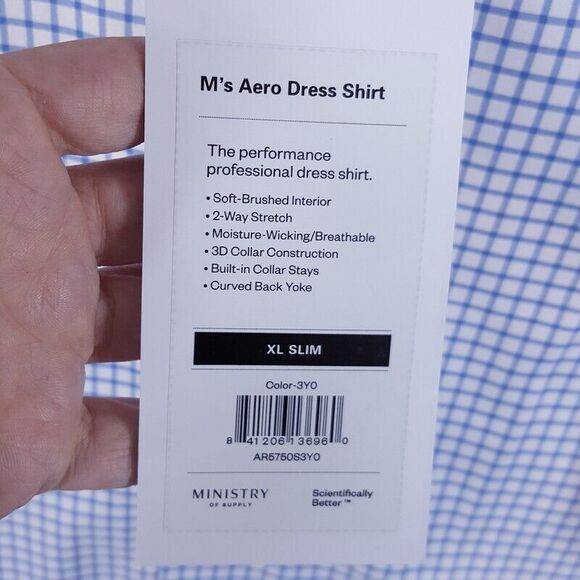 M's Aero Dress Shirt
The performance
professional dress shirt.
• Soft-Brushed Interior
• 2-Way Stretch
• Moisture-Wicking/Breathable
• 3D Collar Construction
• Built-in Collar Stays
• Curved Back Yoke
XL SLIM
Color-3Y0
8 41206 13696 0
AR5750S3Y0
MINISTRY
OF SUPPLY
Scientifically
Better™